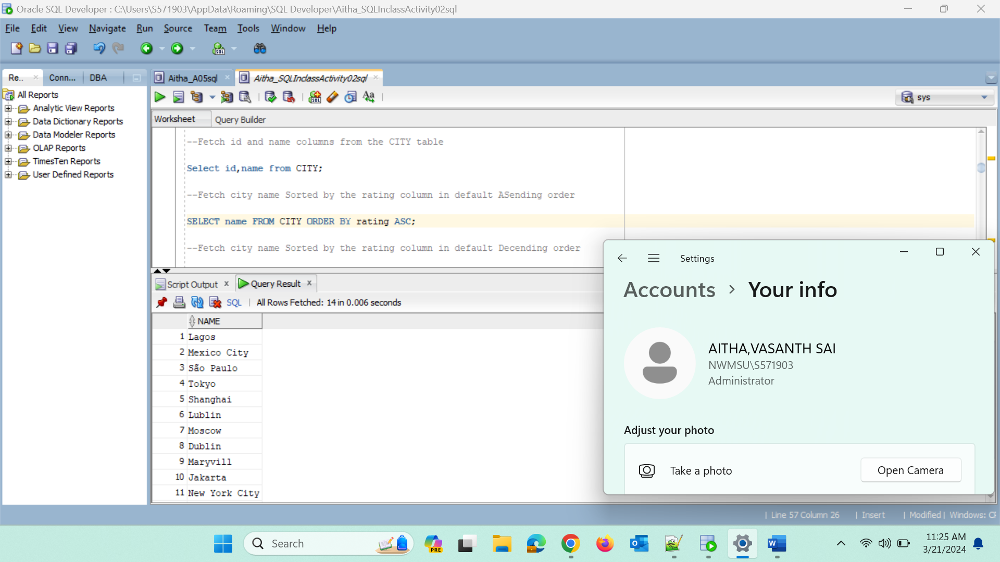 Oracle SQL Developer : C:\Users\S571903\AppData\Roaming\SQL Developer\Aitha_SQLInclassActivity02sql
File Edit View Navigate Run Source Team Tools Window Help
SQL
Re.. Conn... DBA
Aitha_A05sql Aitha_SQLInclassActivity02sql
All Reports
Analytic View Reports
Data Dictionary Reports
Data Modeler Reports
OLAP Reports
TimesTen Reports
User Defined Reports
SQL Aa sys
Worksheet Query Builder
--Fetch id and name columns from the CITY table
Select id,name from CITY;
--Fetch city name Sorted by the rating column in default ASending order
SELECT name FROM CITY ORDER BY rating ASC;
--Fetch city name Sorted by the rating column in default Decending order
Script Output Query Result
SQL All Rows Fetched: 14 in 0.006 seconds
NAME
1 Lagos
2 Mexico City
3 São Paulo
4 Tokyo
5 Shanghai
6 Lublin
7 Moscow
8 Dublin
9 Maryvill
10 Jakarta
11 New York City
Settings
Accounts > Your info
AITHA,VASANTH SAI
NWMSU\S571903
Administrator
Adjust your photo
Take a photo Open Camera
| Line 57 Column 26 | Insert | Modified | Windows: CF
Search PRE W
11:25 AM
3/21/2024